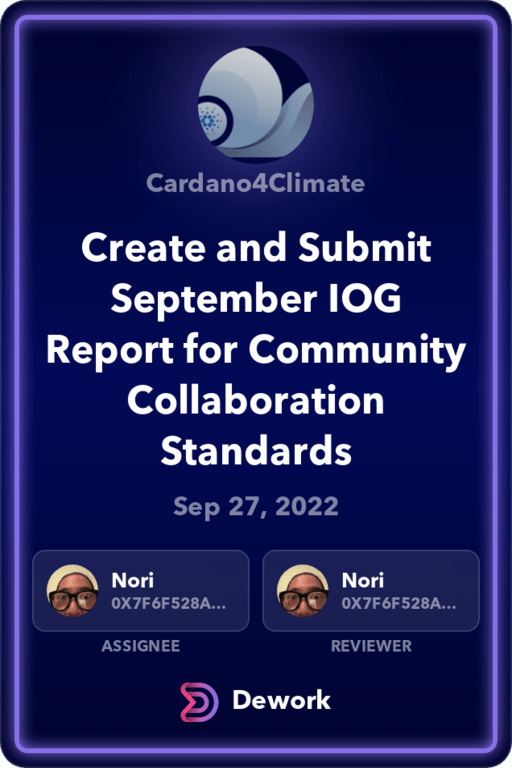 Cardano4Climate
Create and Submit
September IOG
Report for Community
Collaboration
Standards
Sep 27, 2022
Nori
0X7F6F528A...
ASSIGNEE
Nori
0X7F6F528A...
REVIEWER
Dework